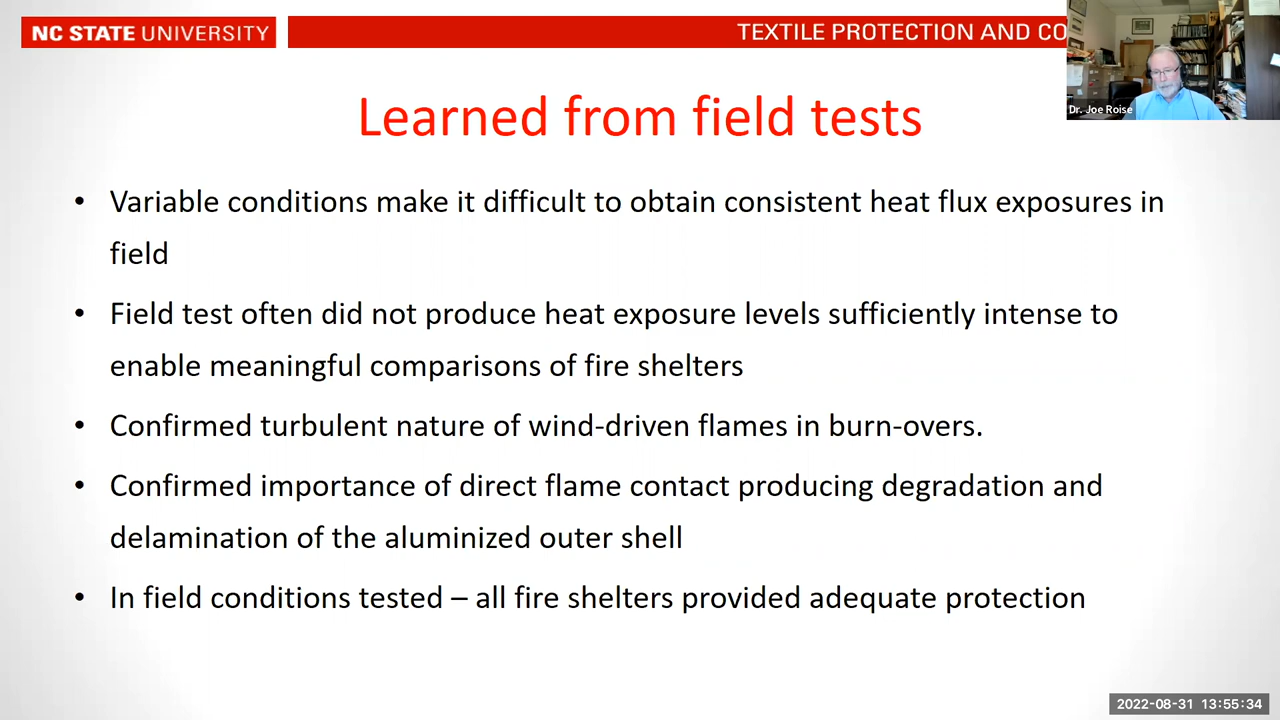 NC STATE UNIVERSITY
TEXTILE PROTECTION AND CO
Dr. Joe Roise
Learned from field tests
• Variable conditions make it difficult to obtain consistent heat flux exposures in
field
• Field test often did not produce heat exposure levels sufficiently intense to
enable meaningful comparisons of fire shelters
• Confirmed turbulent nature of wind-driven flames in burn-overs.
• Confirmed importance of direct flame contact producing degradation and
delamination of the aluminized outer shell
• In field conditions tested – all fire shelters provided adequate protection
2022-08-31 13:55:34